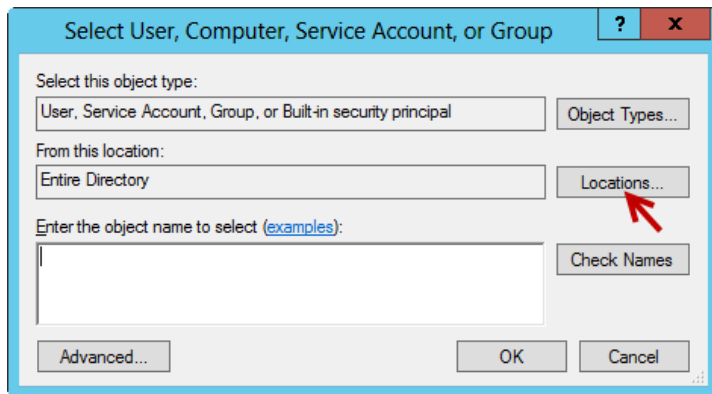 Select User, Computer, Service Account, or Group
? x
Select this object type:
User, Service Account, Group, or Built-in security principal
Object Types...
From this location:
Entire Directory
Locations...
Enter the object name to select (examples):
Check Names
Advanced...
OK
Cancel